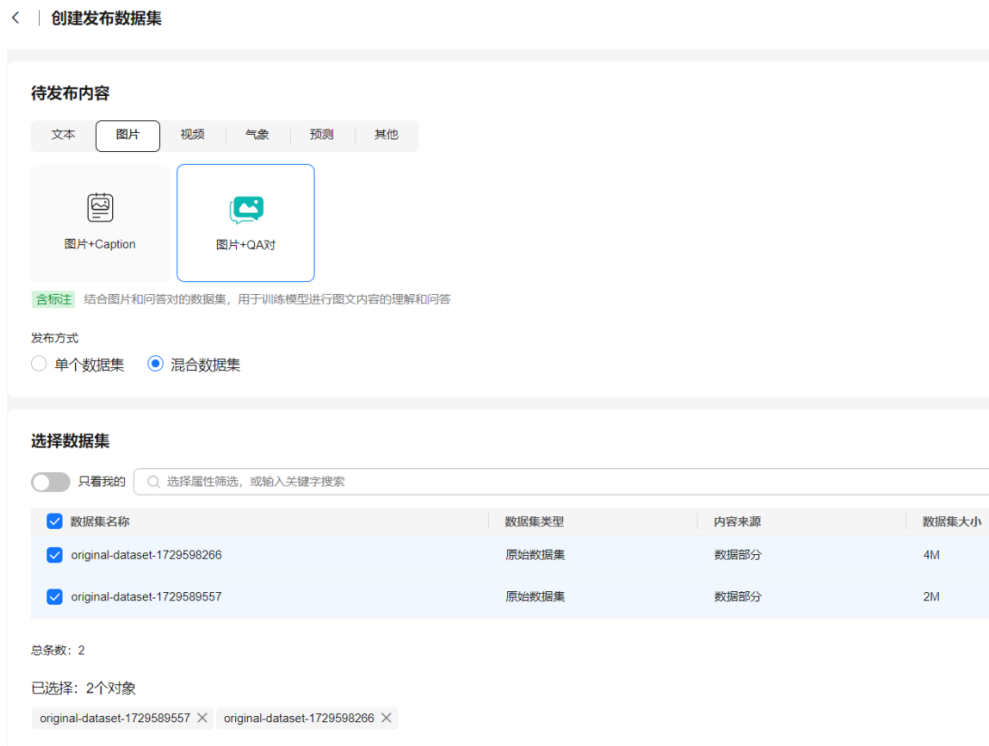 创建发布数据集
待发布内容
文本 图片 视频 气象 预测 其他
图片+Caption 图片+QA对
含标注 结合图片和问答对的数据集，用于训练模型进行图文内容的理解和问答
发布方式
单个数据集 混合数据集
选择数据集
只看我的 选择属性筛选，或输入关键字搜索
数据集名称 数据集类型 内容来源 数据集大小
original-dataset-1729598266 原始数据集 数据部分 4M
original-dataset-1729589557 原始数据集 数据部分 2M
总条数：2
已选择：2个对象
original-dataset-1729589557 original-dataset-1729598266